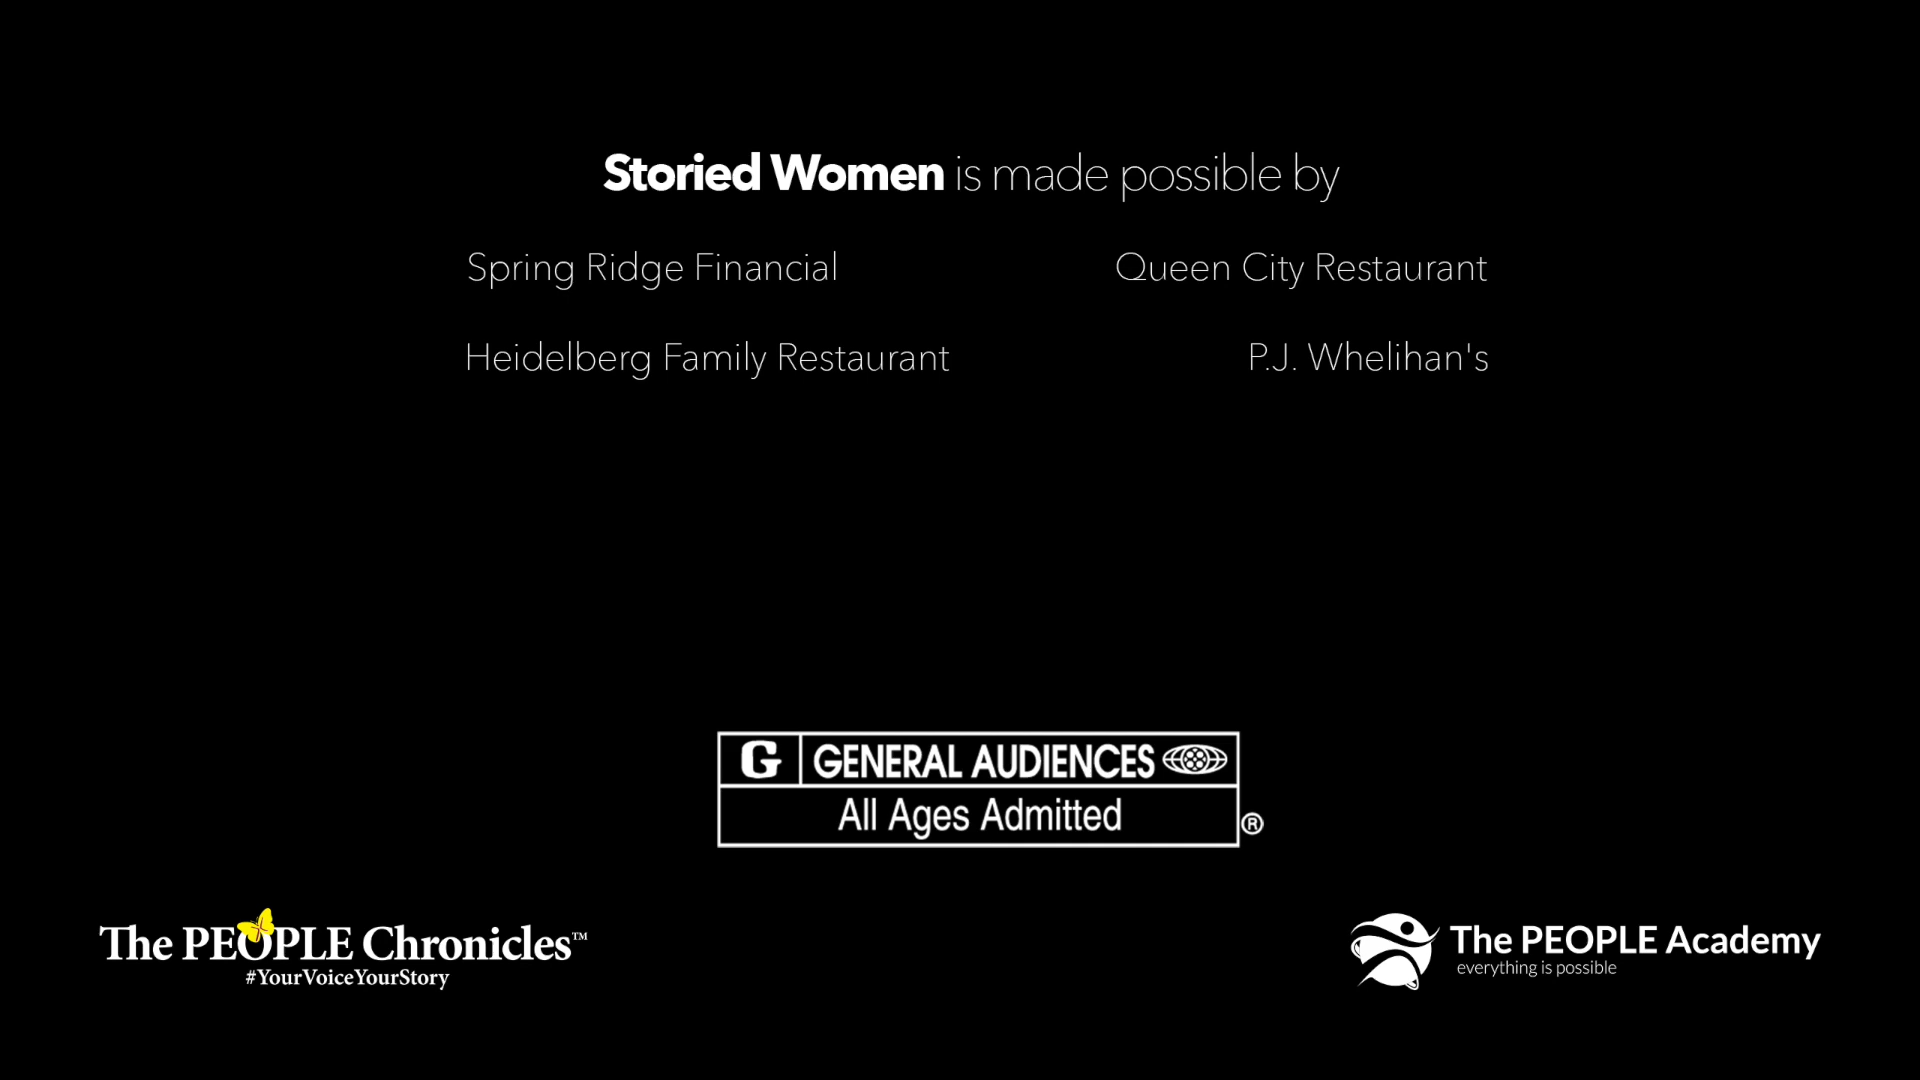 Storied Women is made possible by
Spring Ridge Financial Queen City Restaurant
Heidelberg Family Restaurant P.J. Whelihan's
G GENERAL AUDIENCES
All Ages Admitted ®
The PEOPLE Chronicles™
#YourVoiceYourStory
The PEOPLE Academy
everything is possible